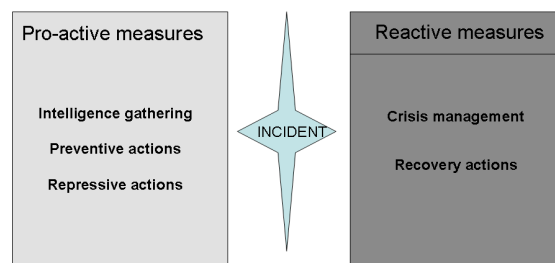 Pro-active measures
Intelligence gathering
Preventive actions
Repressive actions
INCIDENT
Reactive measures
Crisis management
Recovery actions